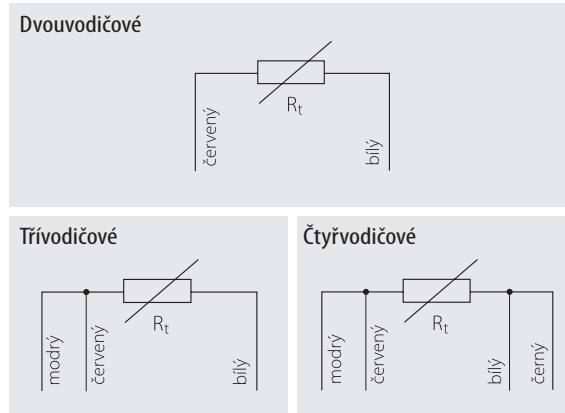 Dvouvodičové
červený
Rt
bílý
Třívodičové
modrý
červený
Rt
bílý
Čtyřvodičové
modrý
červený
Rt
bílý
černý